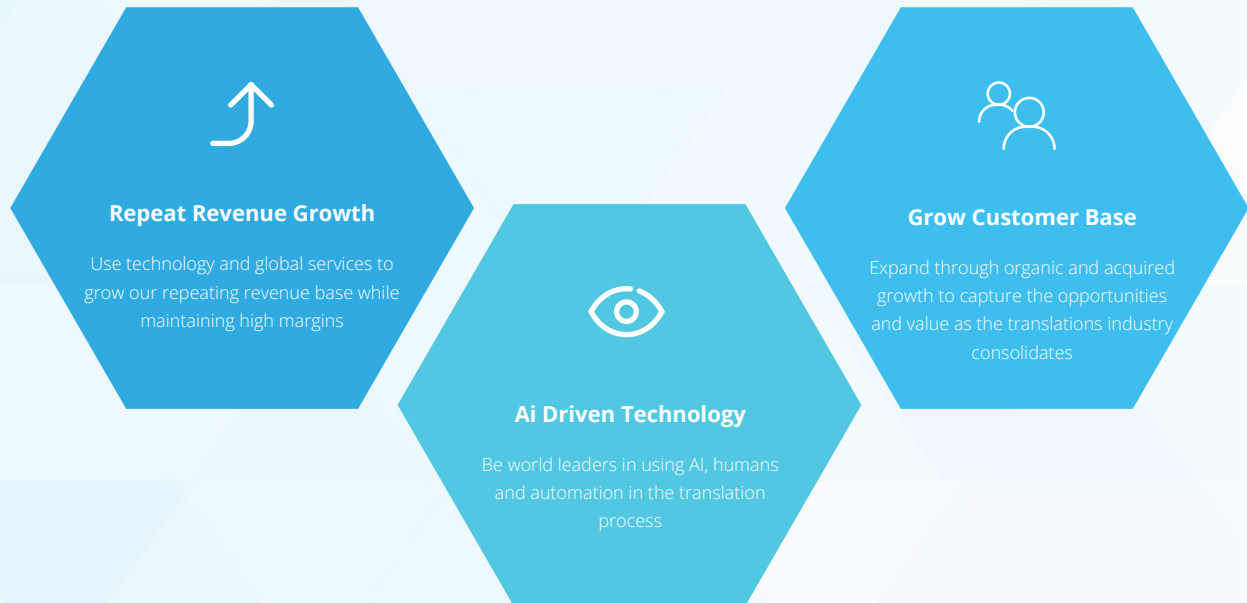 Repeat Revenue Growth
Use technology and global services to
grow our repeating revenue base while
maintaining high margins
Ai Driven Technology
Be world leaders in using AI, humans
and automation in the translation
process
Grow Customer Base
Expand through organic and acquired
growth to capture the opportunities
and value as the translations industry
consolidates